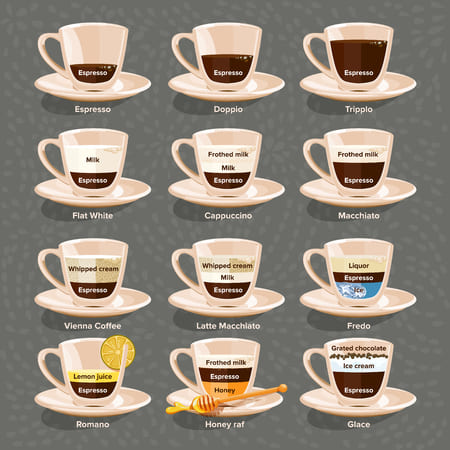 Espresso
Espresso
Espresso
Espresso
Doppio
Tripplo
Milk
Espresso
Frothed milk
Milk
Espresso
Frothed milk
Espresso
Flat White
Cappuccino
Macchiato
Whipped cream
Espresso
Whipped cream
Milk
Espresso
Liquor
Espresso
Ice
Vienna Coffee
Latte Macchiato
Fredo
Lemon juice
Espresso
Frothed milk
Espresso
Honey
Grated chocolate
Ice cream
Espresso
Romano
Honey raf
Glace